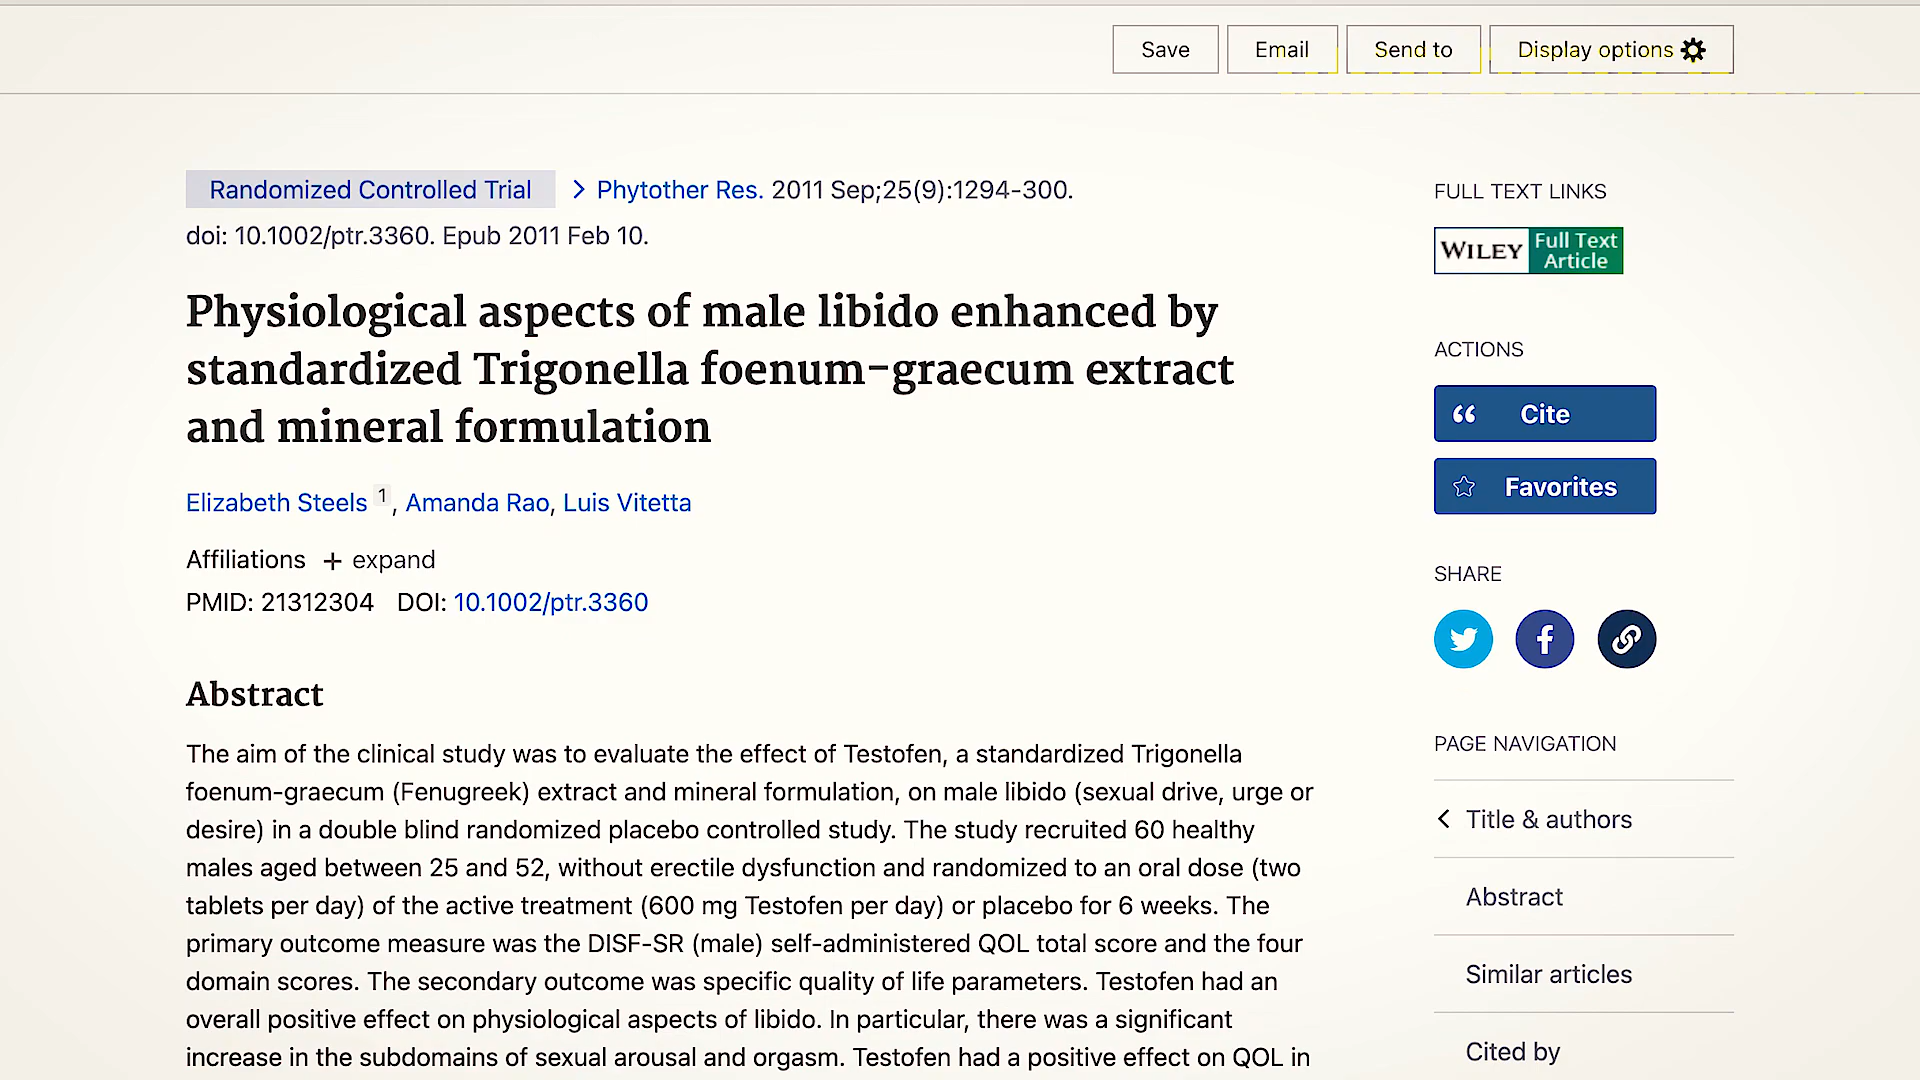 Save Email Send to Display options
Randomized Controlled Trial > Phytother Res. 2011 Sep;25(9):1294-300.
doi: 10.1002/ptr.3360. Epub 2011 Feb 10.
Physiological aspects of male libido enhanced by
standardized Trigonella foenum-graecum extract
and mineral formulation
Elizabeth Steels 1, Amanda Rao, Luis Vitetta
Affiliations + expand
PMID: 21312304 DOI: 10.1002/ptr.3360
Abstract
The aim of the clinical study was to evaluate the effect of Testofen, a standardized Trigonella
foenum-graecum (Fenugreek) extract and mineral formulation, on male libido (sexual drive, urge or
desire) in a double blind randomized placebo controlled study. The study recruited 60 healthy
males aged between 25 and 52, without erectile dysfunction and randomized to an oral dose (two
tablets per day) of the active treatment (600 mg Testofen per day) or placebo for 6 weeks. The
primary outcome measure was the DISF-SR (male) self-administered QOL total score and the four
domain scores. The secondary outcome was specific quality of life parameters. Testofen had an
overall positive effect on physiological aspects of libido. In particular, there was a significant
increase in the subdomains of sexual arousal and orgasm. Testofen had a positive effect on QOL in
FULL TEXT LINKS
WILEY Full Text
Article
ACTIONS
Cite
Favorites
SHARE
PAGE NAVIGATION
Title & authors
Abstract
Similar articles
Cited by